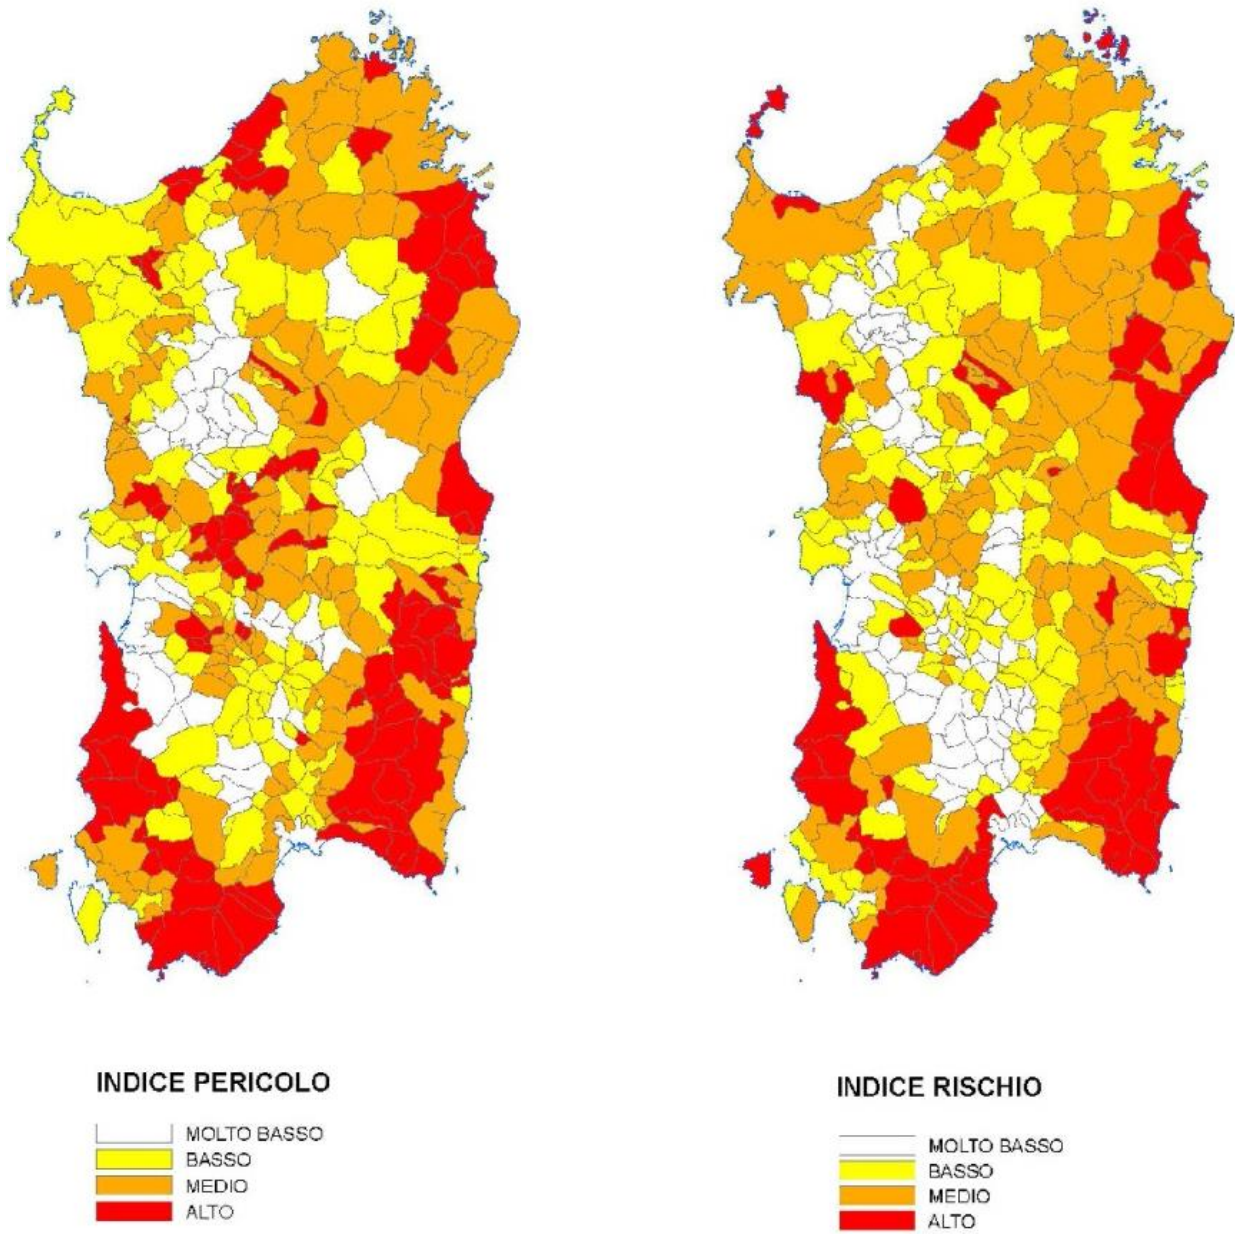 INDICE PERICOLO
MOLTO BASSO
BASSO
MEDIO
ALTO
INDICE RISCHIO
MOLTO BASSO
BASSO
MEDIO
ALTO